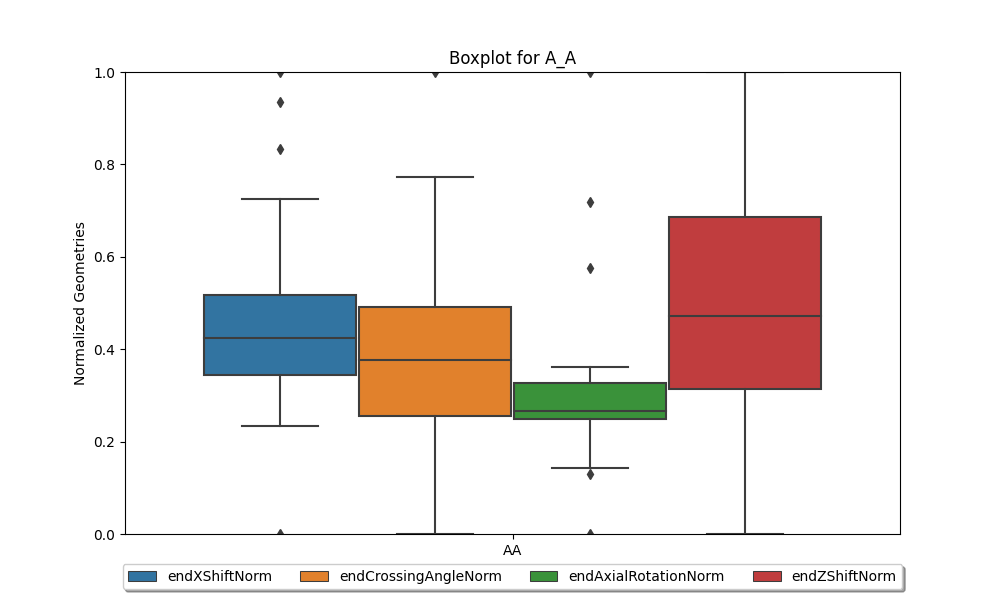 Boxplot for A_A
Normalized Geometries
1.0
0.8
0.6
0.4
0.2
0.0
AA
endXShiftNorm endCrossingAngleNorm endAxialRotationNorm endZShiftNorm